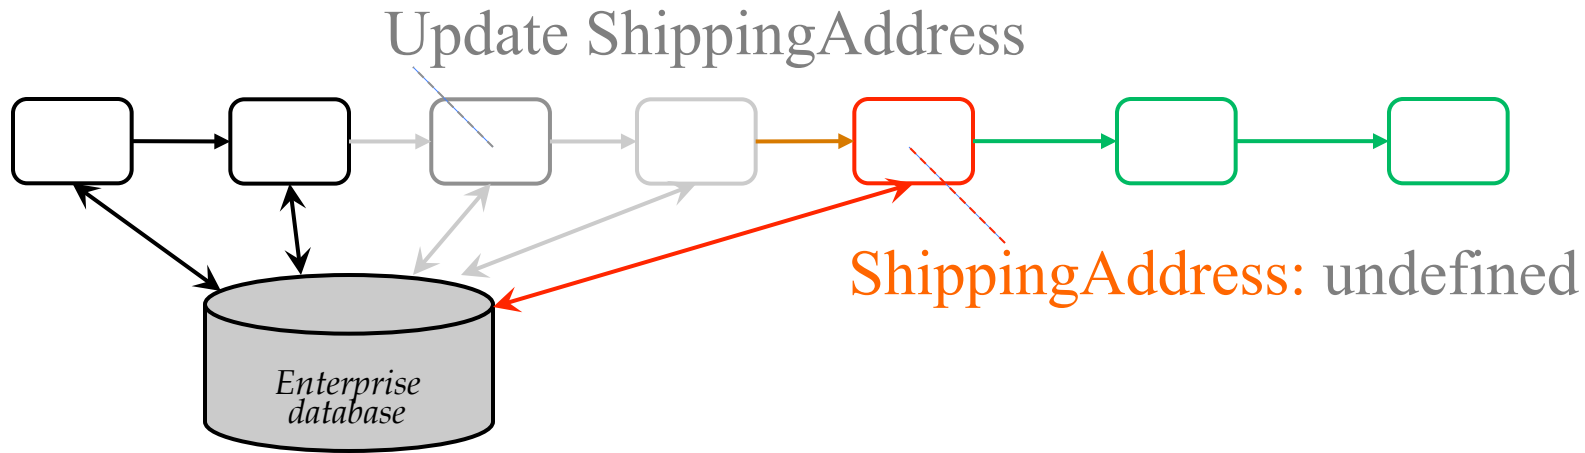 Update ShippingAddress
ShippingAddress: undefined
Enterprise
database